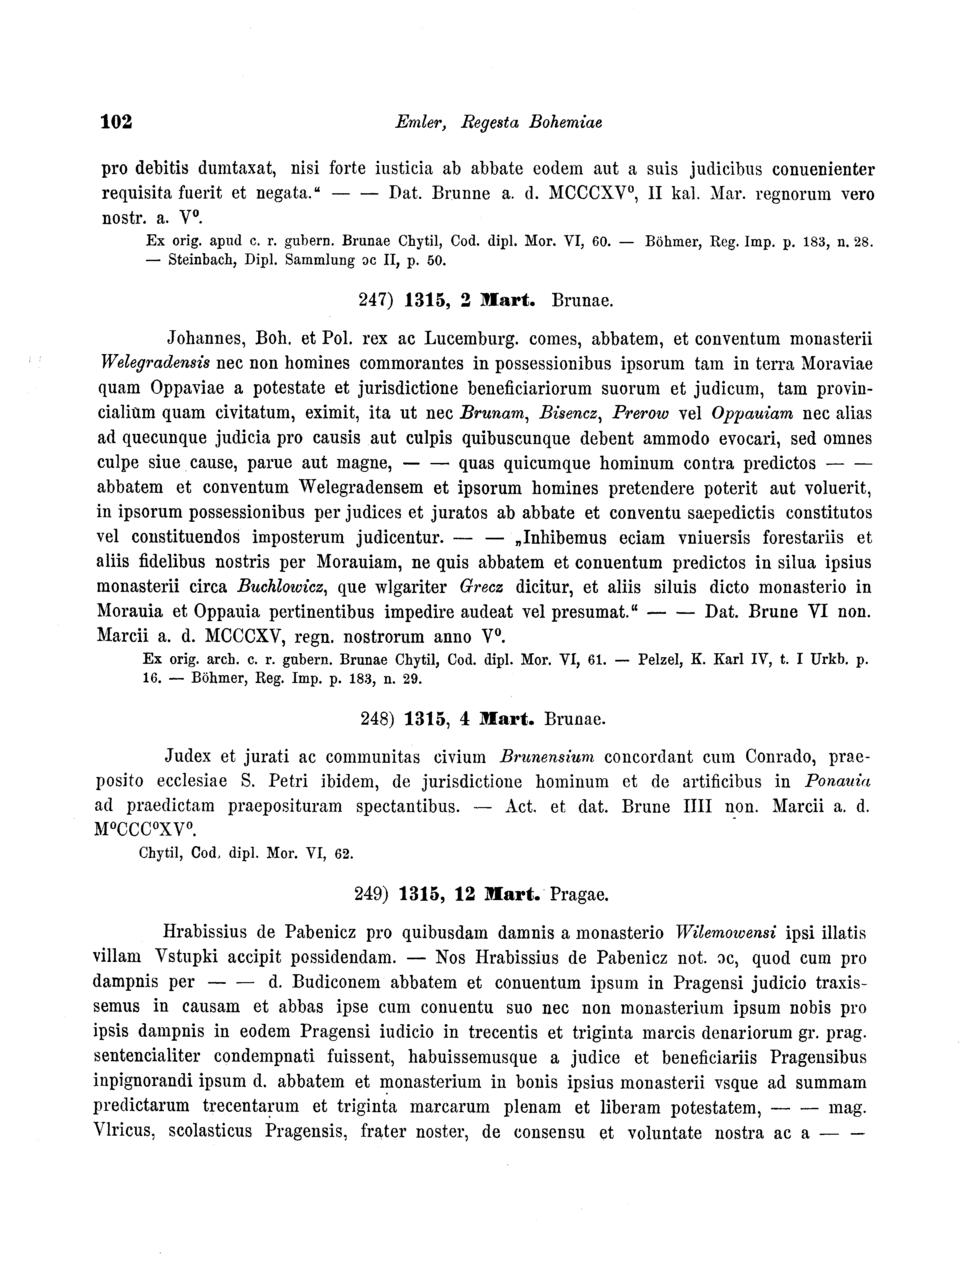 102 Emler, Regesta Bohemiae
pro debitis dumtaxat, nisi forte iusticia ab abbate eodem aut a suis judicibus conuenienter
requisita fuerit et negata.“ — — Dat. Brunne a. d. MCCCXV⁰, II kal. Mar. regnorum vero
nostr. a. V⁰.
Ex orig. apud c. r. gubern. Brunae Chytil, Cod. dipl. Mor. VI, 60. — Böhmer, Reg. Imp. p. 183, n. 28.
— Steinbach, Dipl. Sammlung ɔc II, p. 50.
247) 1315, 2 Mart. Brunae.
Johannes, Boh. et Pol. rex ac Lucemburg. comes, abbatem, et conventum monasterii
Welegradensis nec non homines commorantes in possessionibus ipsorum tam in terra Moraviae
quam Oppaviae a potestate et jurisdictione beneficiariorum suorum et judicum, tam provin-
cialium quam civitatum, eximit, ita ut nec Brunam, Bisencz, Prerow vel Oppauiam nec alias
ad quecunque judicia pro causis aut culpis quibuscunque debent ammodo evocari, sed omnes
culpe siue cause, parue aut magne, — — quas quicumque hominum contra predictos — —
abbatem et conventum Welegradensem et ipsorum homines pretendere poterit aut voluerit,
in ipsorum possessionibus per judices et juratos ab abbate et conventu saepedictis constitutos
vel constituendos imposterum judicentur. — — „Inhibemus eciam vniuersis forestariis et
aliis fidelibus nostris per Morauiam, ne quis abbatem et conuentum predictos in silua ipsius
monasterii circa Buchlowicz, que wlgariter Grecz dicitur, et aliis siluis dicto monasterio in
Morauia et Oppauia pertinentibus impedire audeat vel presumat.“ — — Dat. Brune VI non.
Marcii a. d. MCCCXV, regn. nostrorum anno V⁰.
Ex orig. arch. c. r. gubern. Brunae Chytil, Cod. dipl. Mor. VI, 61. — Pelzel, K. Karl IV, t. I Urkb. p.
16. — Böhmer, Reg. Imp. p. 183, n. 29.
248) 1315, 4 Mart. Brunae.
Judex et jurati ac communitas civium Brunensium concordant cum Conrado, prae-
posito ecclesiae S. Petri ibidem, de jurisdictione hominum et de artificibus in Ponauia
ad praedictam praeposituram spectantibus. — Act. et dat. Brune IIII non. Marcii a. d.
M⁰CCC⁰XV⁰.
Chytil, Cod. dipl. Mor. VI, 62.
249) 1315, 12 Mart. Pragae.
Hrabissius de Pabenicz pro quibusdam damnis a monasterio Wilemowensi ipsi illatis
villam Vstupki accipit possidendam. — Nos Hrabissius de Pabenicz not. ɔc, quod cum pro
dampnis per — — d. Budiconem abbatem et conuentum ipsum in Pragensi judicio traxis-
semus in causam et abbas ipse cum conuentu suo nec non monasterium ipsum nobis pro
ipsis dampnis in eodem Pragensi iudicio in trecentis et triginta marcis denariorum gr. prag.
sentencialiter condempnati fuissent, habuissemusque a judice et beneficiariis Pragensibus
inpignorandi ipsum d. abbatem et monasterium in bonis ipsius monasterii vsque ad summam
predictarum trecentarum et triginta marcarum plenam et liberam potestatem, — — mag.
Vlricus, scolasticus Pragensis, frater noster, de consensu et voluntate nostra ac a — —